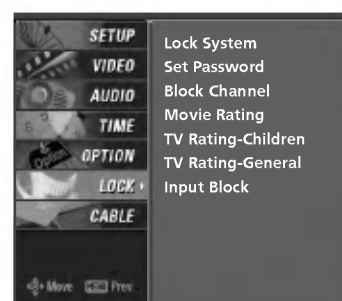 SETUP
VIDEO
AUDIO
TIME
OPTION
LOCK
CABLE
Move Prev
Lock System
Set Password
Block Channel
Movie Rating
TV Rating-Children
TV Rating-General
Input Block